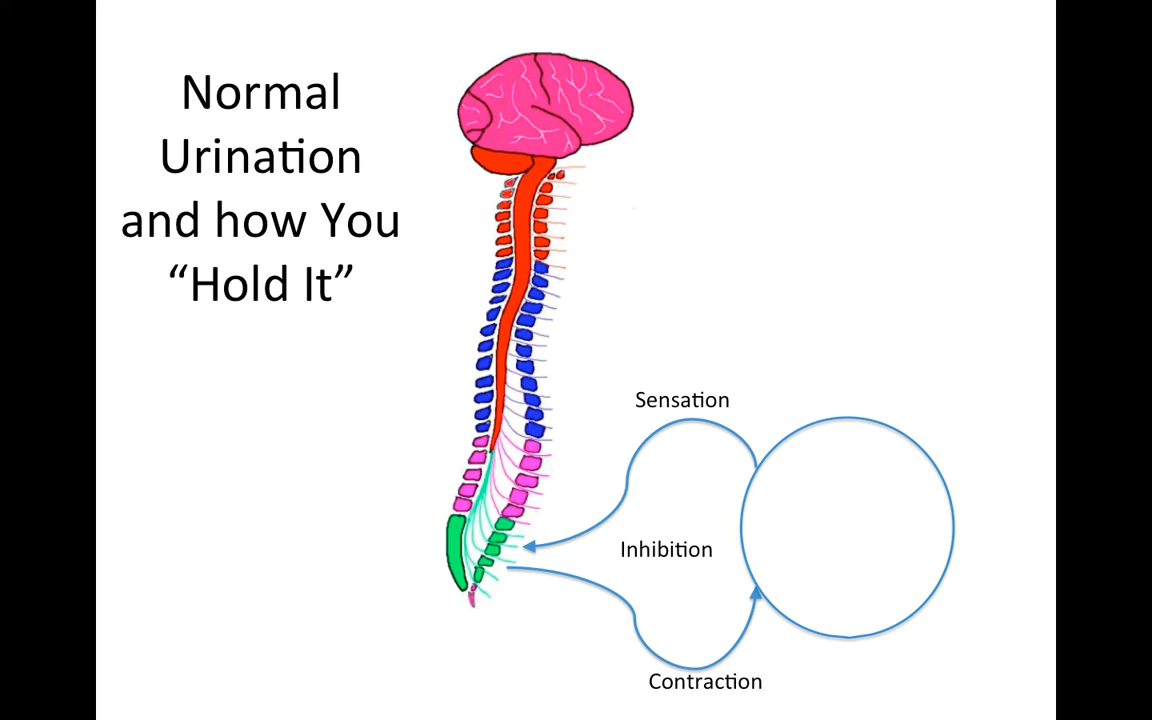 Normal
Urination
and how You
“Hold It”
Sensation
Inhibition
Contraction